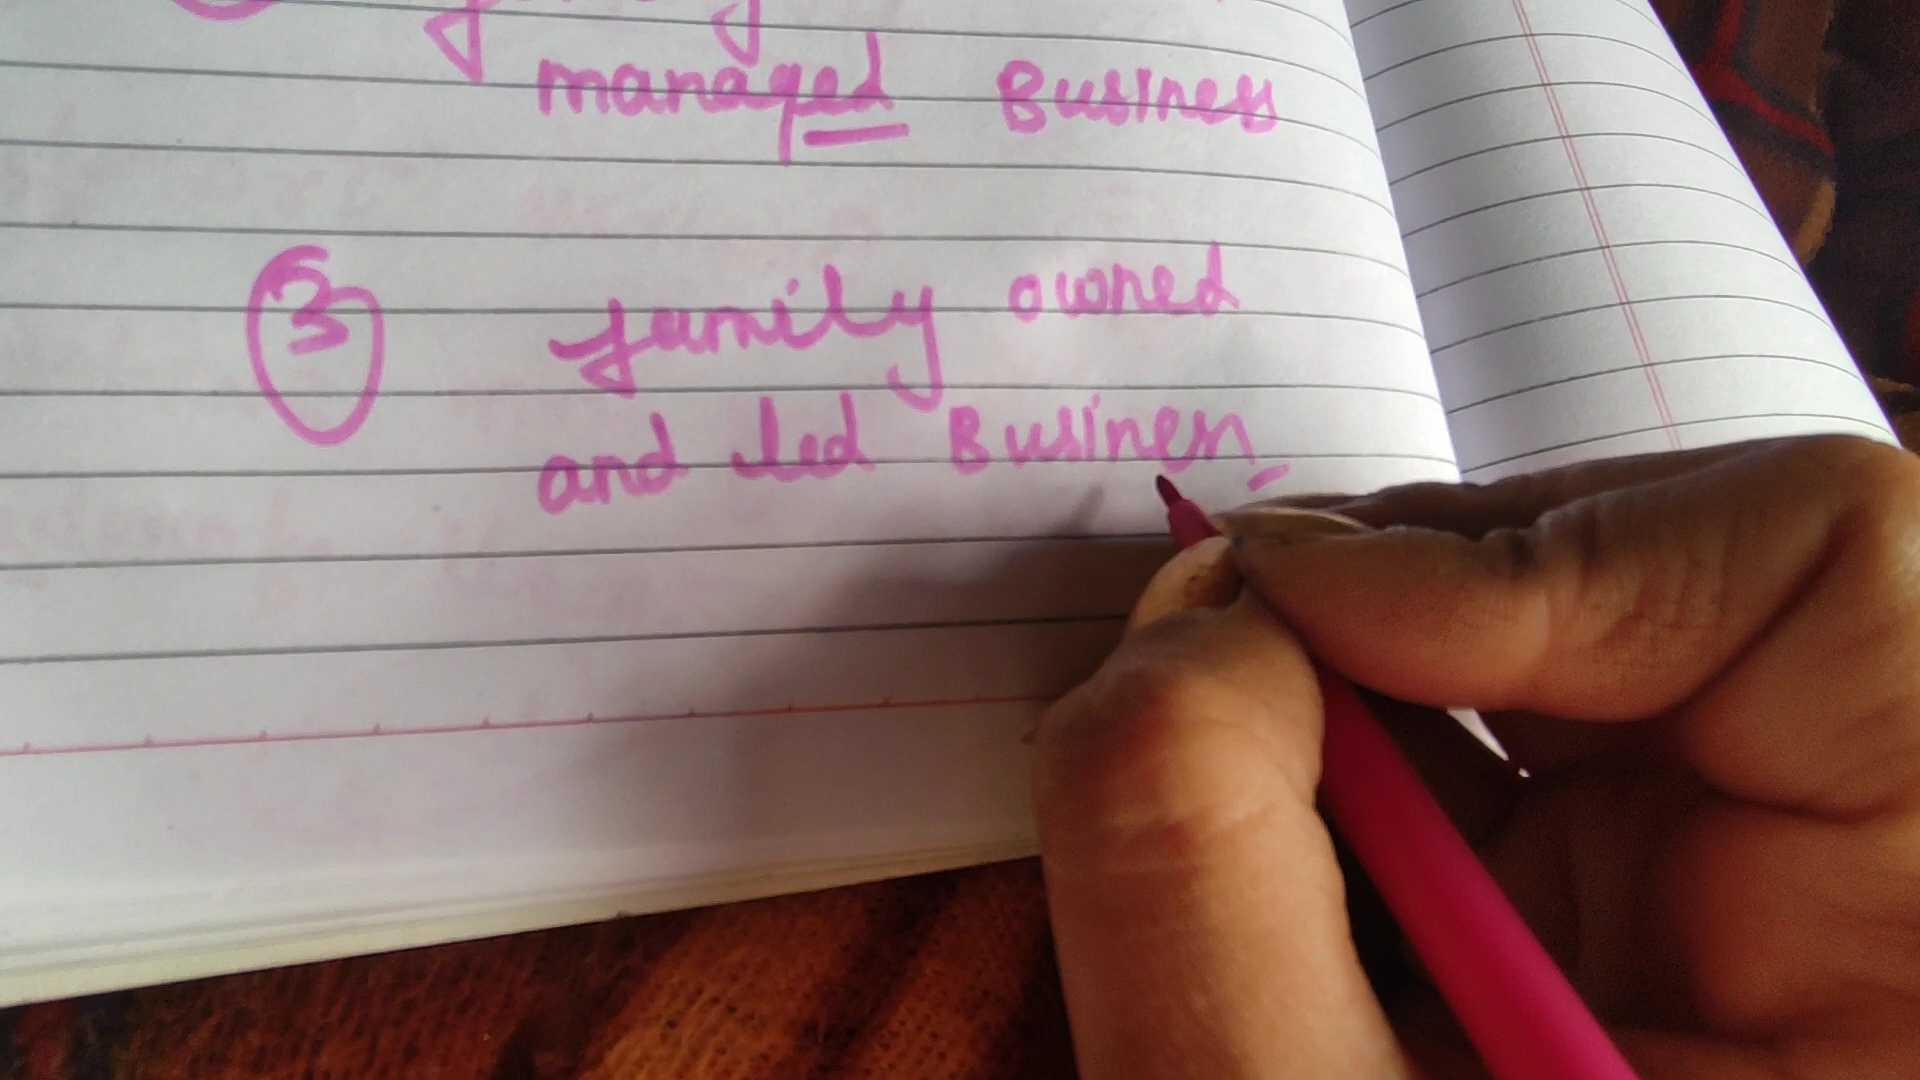 managed Business
③ family owned
and led Business